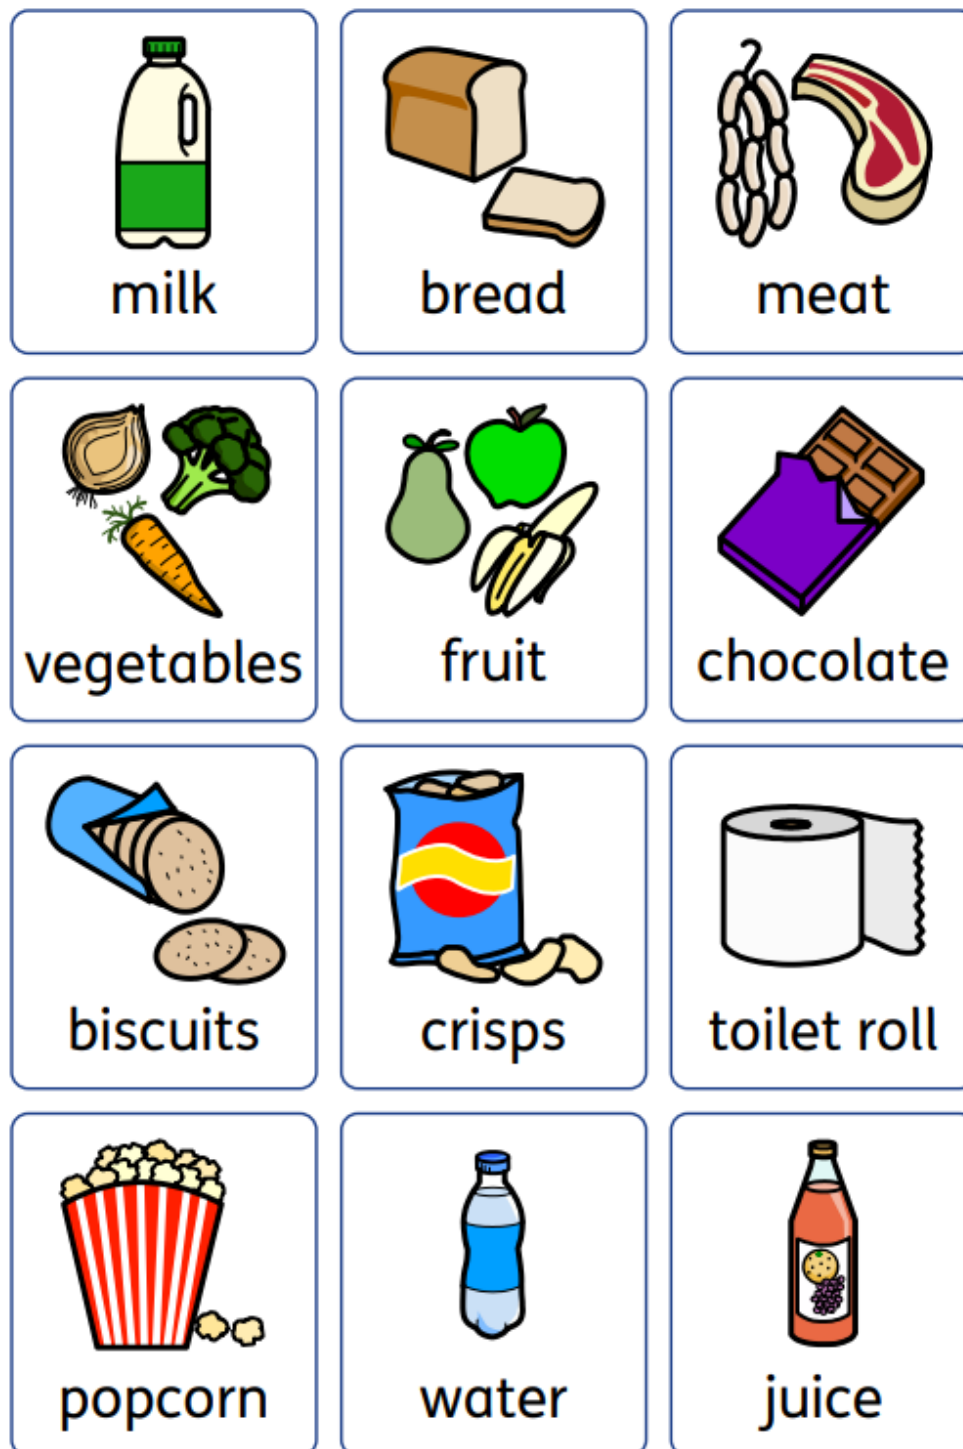 milk
bread
meat
vegetables
fruit
chocolate
biscuits
crisps
toilet roll
popcorn
water
juice